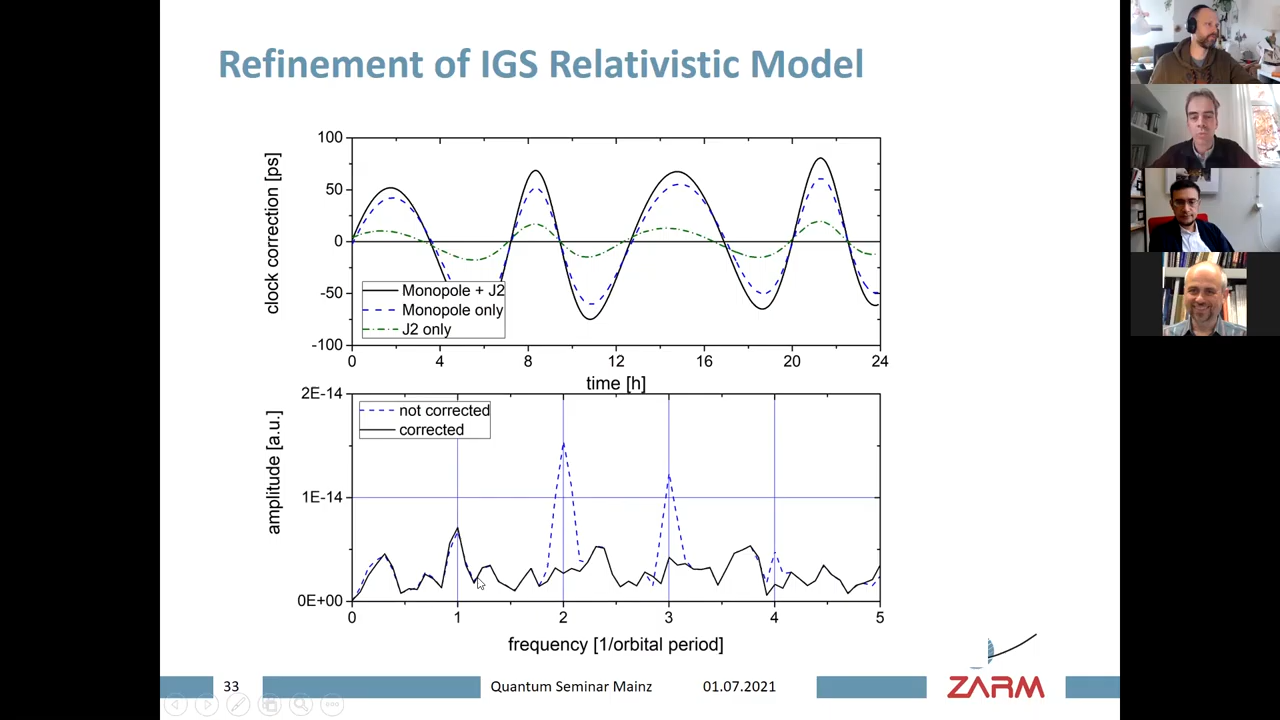 Refinement of IGS Relativistic Model
clock correction [ps]
100
50
0
-50
-100
Monopole + J2
Monopole only
J2 only
0 4 8 12 16 20 24
time [h]
amplitude [a.u.]
2E-14
1E-14
0E+00
not corrected
corrected
0 1 2 3 4 5
frequency [1/orbital period]
33 Quantum Seminar Mainz 01.07.2021 ZARM